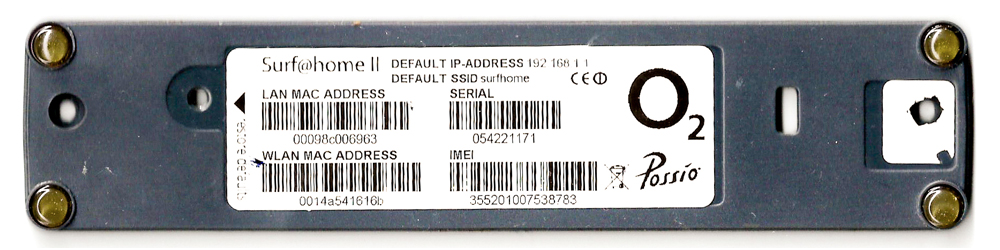 Surf@home II DEFAULT IP-ADDRESS 192.168.1.1
DEFAULT SSID surfhome
LAN MAC ADDRESS
00098c006963
SERIAL
054221171
WLAN MAC ADDRESS
0014a541616b
IMEI
355201007538783
O2
Possio